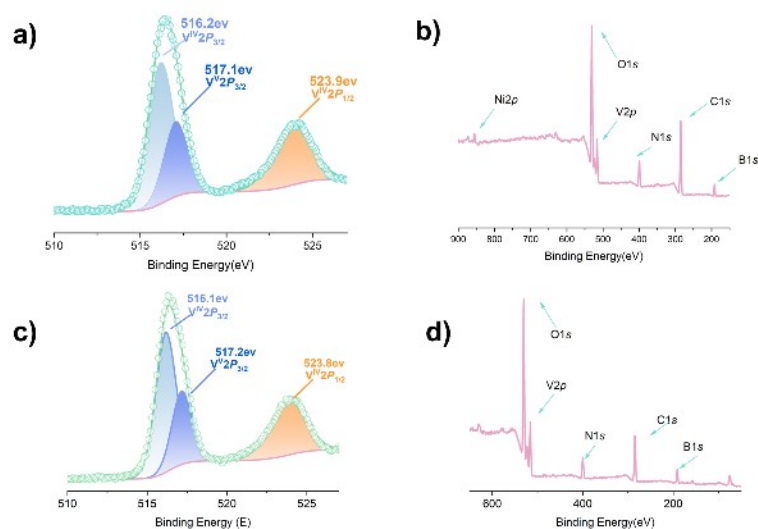 a)
516.2ev
VIV2P3/2
517.1ev
VV2P3/2
523.9ev
VIV2P1/2
510 515 520 525
Binding Energy(eV)
b)
O1s
Ni2p
V2p
N1s
C1s
B1s
900 800 700 600 500 400 300 200
Binding Energy(eV)
c)
516.1ev
VIV2P3/2
517.2ev
VV2P3/2
523.8ev
VIV2P1/2
510 515 520 525
Binding Energy (E)
d)
O1s
V2p
N1s
C1s
B1s
600 400 200
Binding Energy(eV)